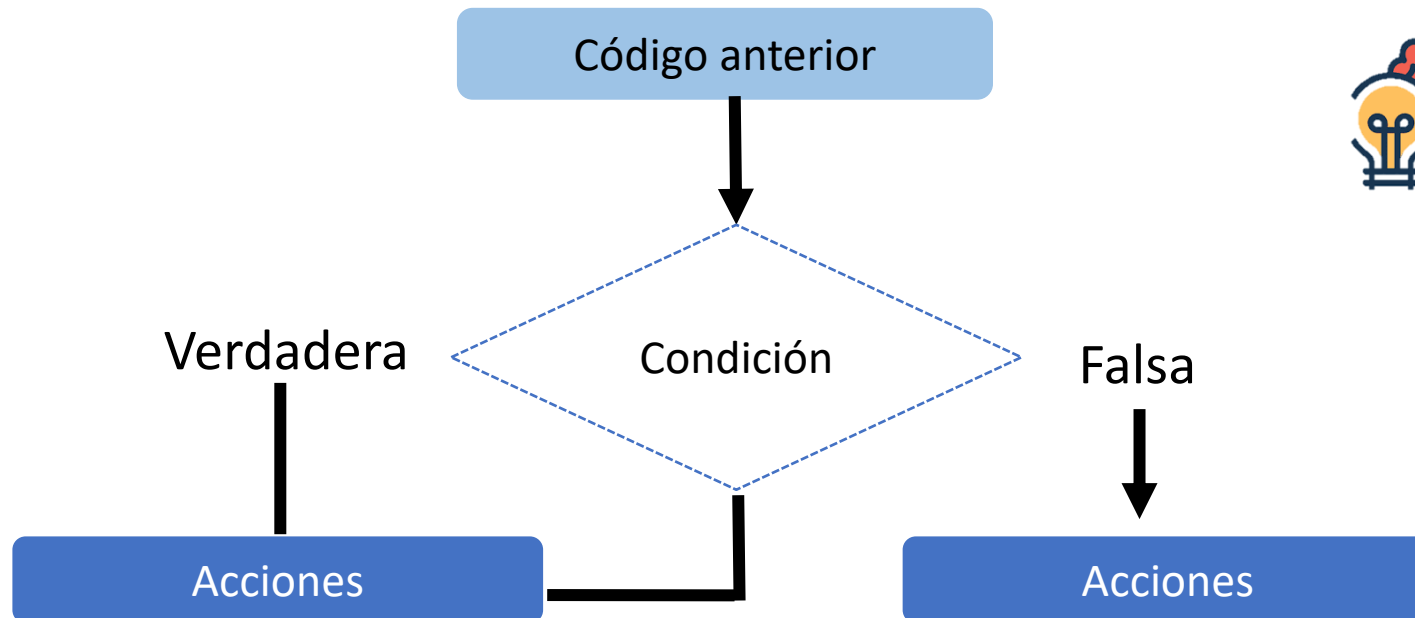 Código anterior
Verdadera
Condición
Falsa
Acciones
Acciones